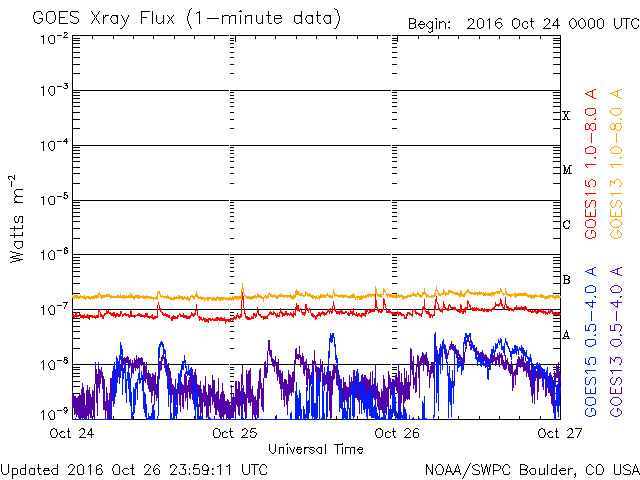 GOES Xray Flux (1-minute data)
Begin: 2016 Oct 24 0000 UTC
10⁻²
10⁻³
10⁻⁴
10⁻⁵
10⁻⁶
10⁻⁷
10⁻⁸
10⁻⁹
Watts m⁻²
X
M
C
B
A
GOES15 1.0-8.0 A
GOES13 1.0-8.0 A
GOES15 0.5-4.0 A
GOES13 0.5-4.0 A
Oct 24
Oct 25
Oct 26
Oct 27
Universal Time
Updated 2016 Oct 26 23:59:11 UTC
NOAA/SWPC Boulder, CO USA